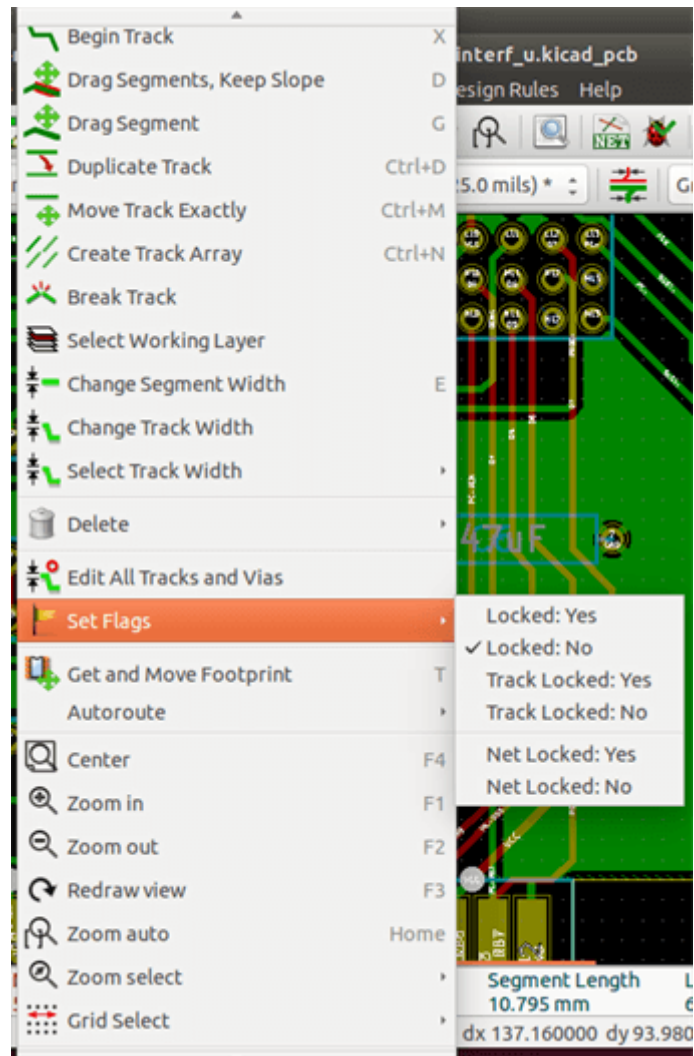 Begin Track X
Drag Segments, Keep Slope D
Drag Segment G
Duplicate Track Ctrl+D
Move Track Exactly Ctrl+M
Create Track Array Ctrl+N
Break Track
Select Working Layer
Change Segment Width E
Change Track Width
Select Track Width
Delete
Edit All Tracks and Vias
Set Flags
Get and Move Footprint T
Autoroute
Center F4
Zoom in F1
Zoom out F2
Redraw view F3
Zoom auto Home
Zoom select
Grid Select
interf_u.kicad_pcb
esign Rules Help
NET
5.0 mils) *
47uF
Locked: Yes
Locked: No
Track Locked: Yes
Track Locked: No
Net Locked: Yes
Net Locked: No
VCC
Segment Length
10.795 mm
dx 137.160000 dy 93.980